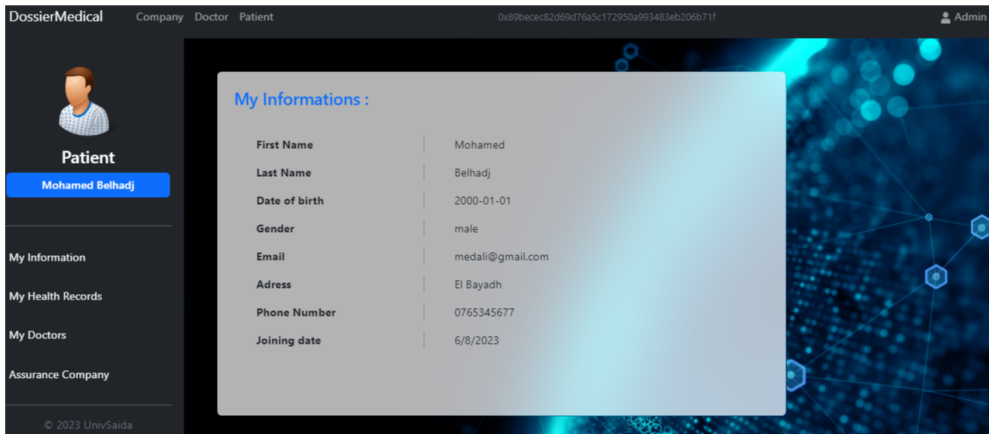 DossierMedical Company Doctor Patient 0x89becec82d69d76a5c172950a993483eb206b71f Admin
Patient
Mohamed Belhadj
My Information
My Health Records
My Doctors
Assurance Company
© 2023 UnivSaida
My Informations :
First Name Mohamed
Last Name Belhadj
Date of birth 2000-01-01
Gender male
Email medali@gmail.com
Adress El Bayadh
Phone Number 0765345677
Joining date 6/8/2023